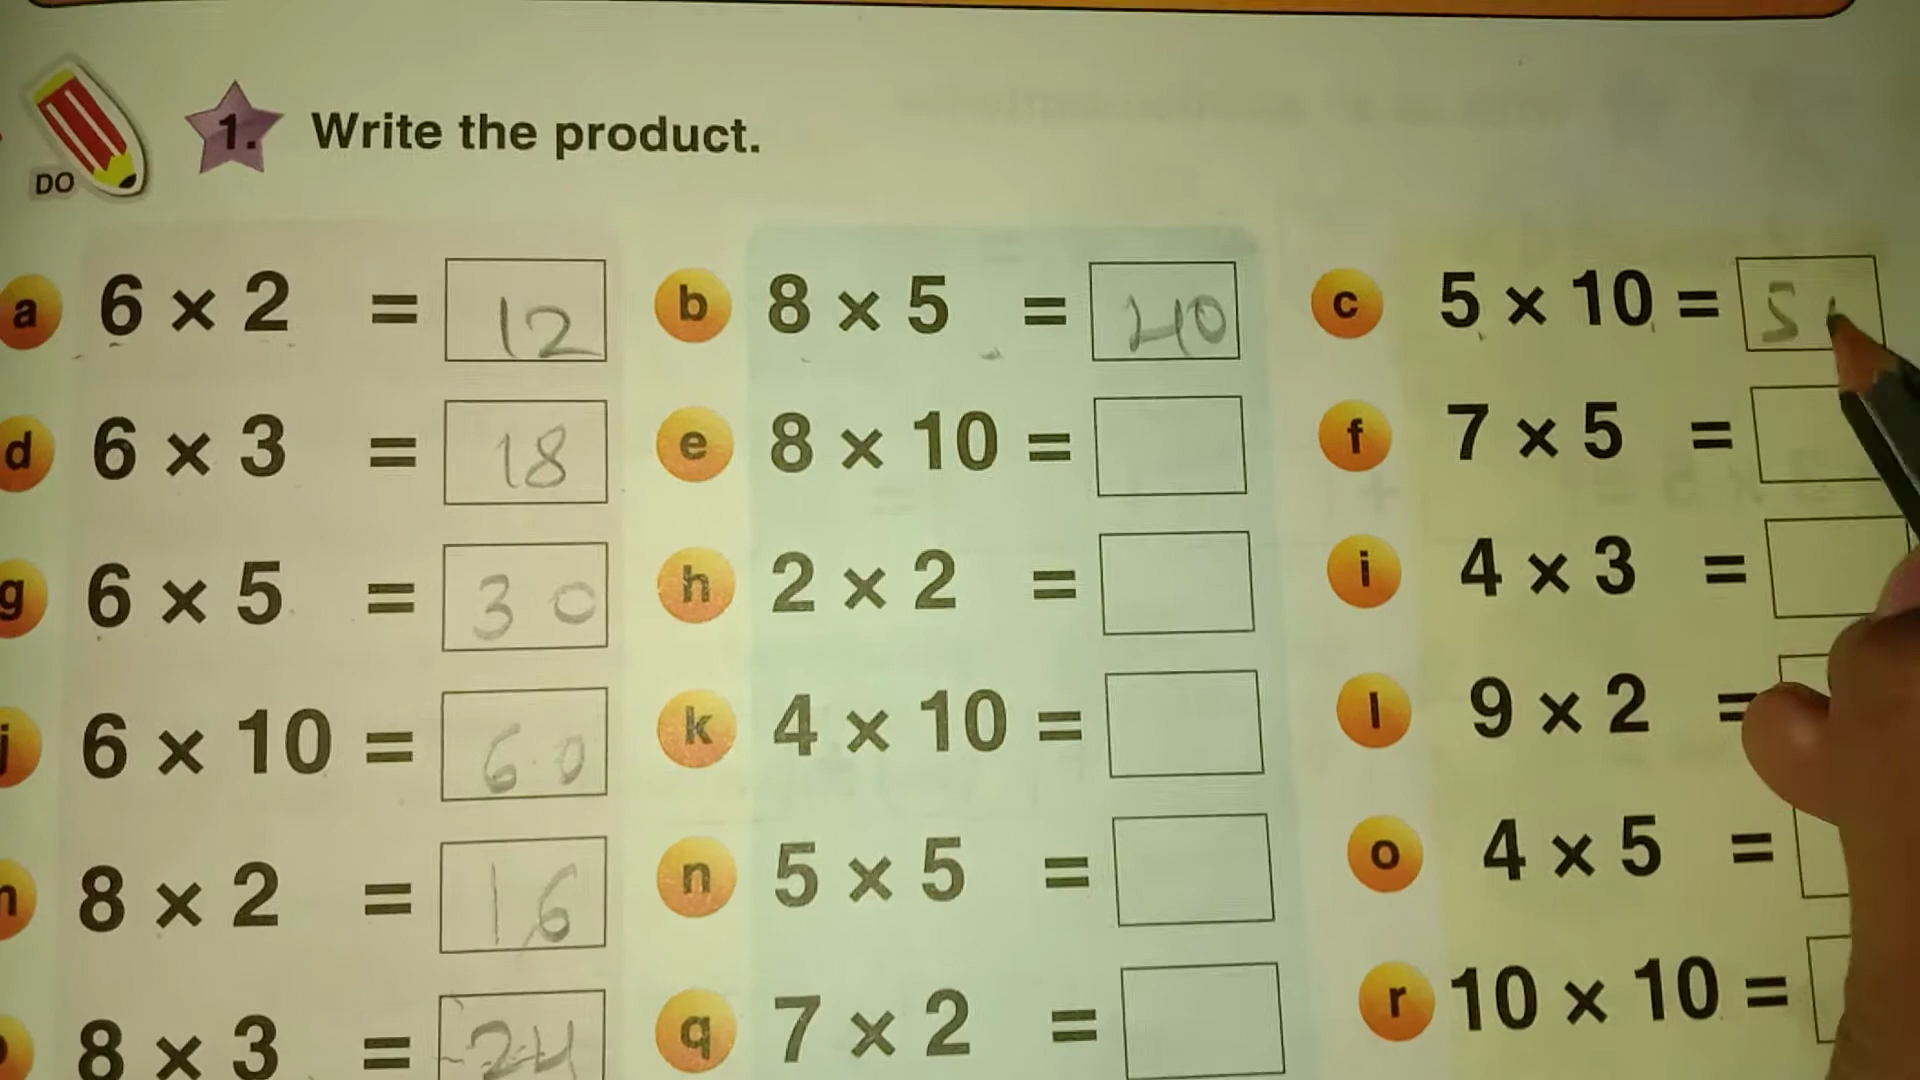 DO
1. Write the product.
a 6 × 2 = 12 b 8 × 5 = 40 c 5 × 10 = 5
d 6 × 3 = 18 e 8 × 10 = f 7 × 5 =
g 6 × 5 = 30 h 2 × 2 = i 4 × 3 =
j 6 × 10 = 60 k 4 × 10 = l 9 × 2 =
8 × 2 = 16 n 5 × 5 = o 4 × 5 =
8 × 3 = 24 q 7 × 2 = r 10 × 10 =